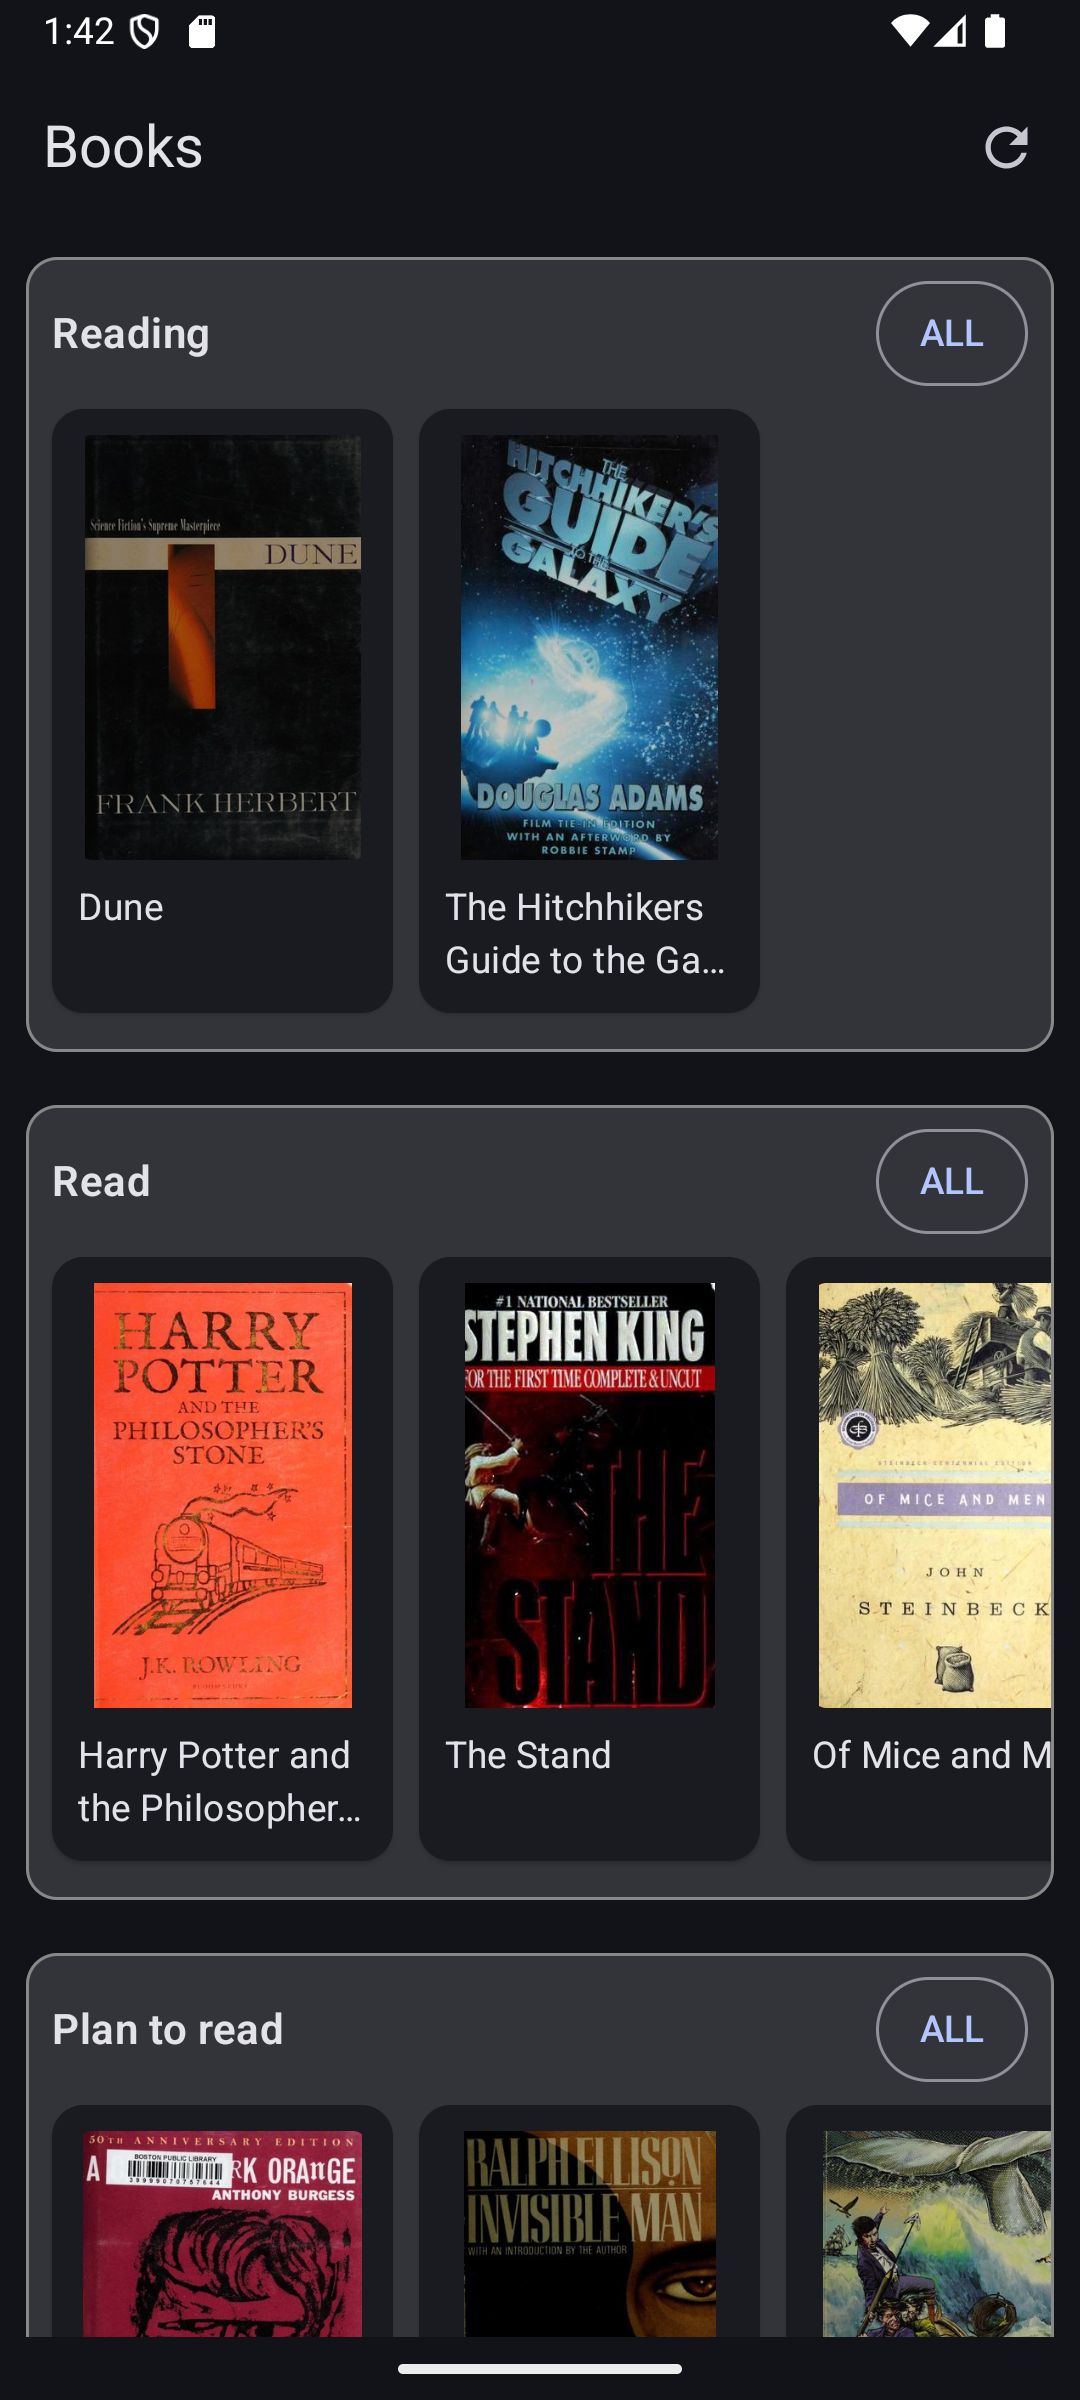 1:42
Books
Reading
ALL
Science Fiction's Supreme Masterpiece
DUNE
FRANK HERBERT
THE
HITCHHIKER'S
GUIDE
TO THE
GALAXY
DOUGLAS ADAMS
FILM TIE-IN EDITION
WITH AN AFTERWORD BY
ROBBIE STAMP
Dune
The Hitchhikers
Guide to the Ga…
Read
ALL
HARRY
POTTER
AND THE
PHILOSOPHER'S
STONE
J.K. ROWLING
BLOOMSBURY
#1 NATIONAL BESTSELLER
STEPHEN KING
FOR THE FIRST TIME COMPLETE & UNCUT
THE
STAND
STEINBECK CENTENNIAL EDITION
OF MICE AND MEN
JOHN
STEINBECK
Harry Potter and
the Philosopher…
The Stand
Of Mice and M
Plan to read
ALL
50TH ANNIVERSARY EDITION
BOSTON PUBLIC LIBRARY
A RK ORANGE
ANTHONY BURGESS
RALPH ELLISON
INVISIBLE MAN
WITH AN INTRODUCTION BY THE AUTHOR